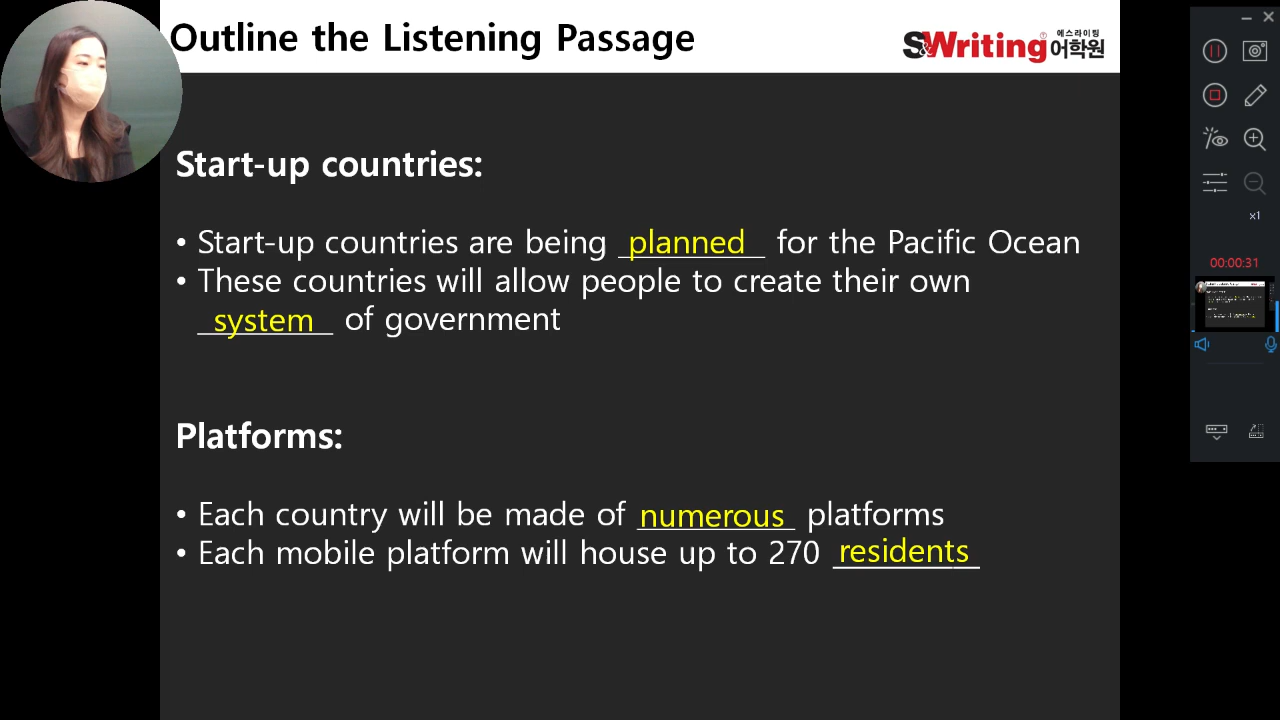 Outline the Listening Passage
에스라이팅
S&Writing어학원
Start-up countries:
• Start-up countries are being planned for the Pacific Ocean
• These countries will allow people to create their own
system of government
Platforms:
• Each country will be made of numerous platforms
• Each mobile platform will house up to 270 residents
x1
00:00:31